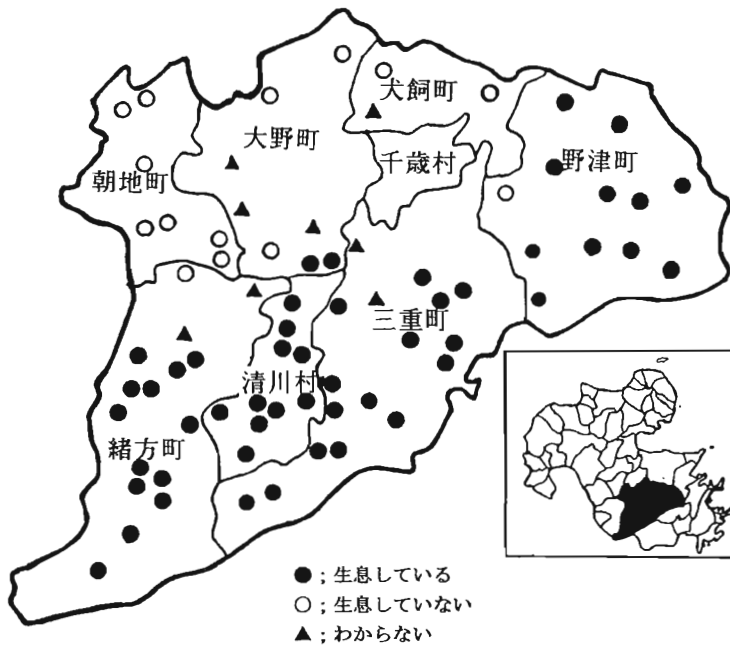 犬飼町
大野町
千歳村
野津町
朝地町
三重町
清川村
緒方町
●；生息している
○；生息していない
▲；わからない